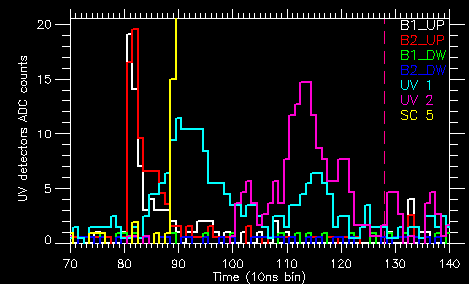 UV detectors ADC counts
20
15
10
5
0
B1_UP
B2_UP
B1_DW
B2_DW
UV 1
UV 2
SC 5
70 80 90 100 110 120 130 140
Time (10ns bin)